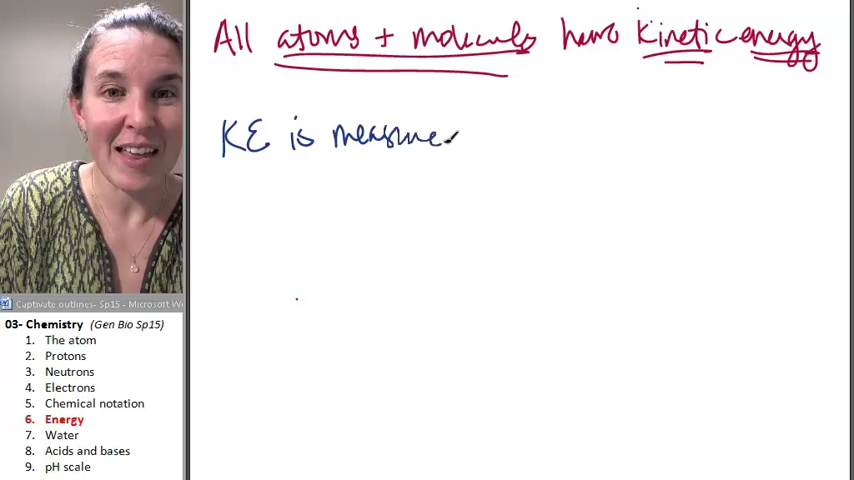 All atoms + molecules have kinetic energy
KE is measure
Captivate outlines- Sp15 - Microsoft W
03- Chemistry (Gen Bio Sp15)
1. The atom
2. Protons
3. Neutrons
4. Electrons
5. Chemical notation
6. Energy
7. Water
8. Acids and bases
9. pH scale